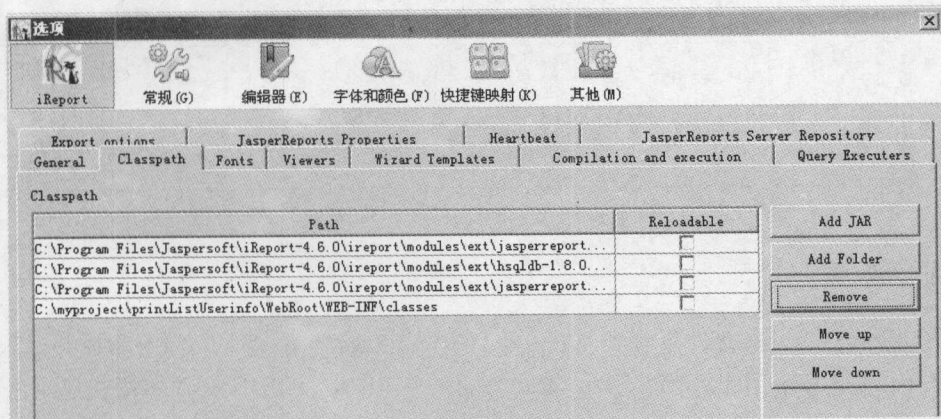 选项
iReport 常规(G) 编辑器(E) 字体和颜色(F) 快捷键映射(K) 其他(M)
Export options JasperReports Properties Heartbeat JasperReports Server Repository
General Classpath Fonts Viewers Wizard Templates Compilation and execution Query Executers
Classpath
Path Reloadable
C:\Program Files\Jaspersoft\iReport-4.6.0\ireport\modules\ext\jasperreport...
C:\Program Files\Jaspersoft\iReport-4.6.0\ireport\modules\ext\hsqldb-1.8.0...
C:\Program Files\Jaspersoft\iReport-4.6.0\ireport\modules\ext\jasperreport...
C:\myproject\printListUserinfo\WebRoot\WEB-INF\classes
Add JAR
Add Folder
Remove
Move up
Move down